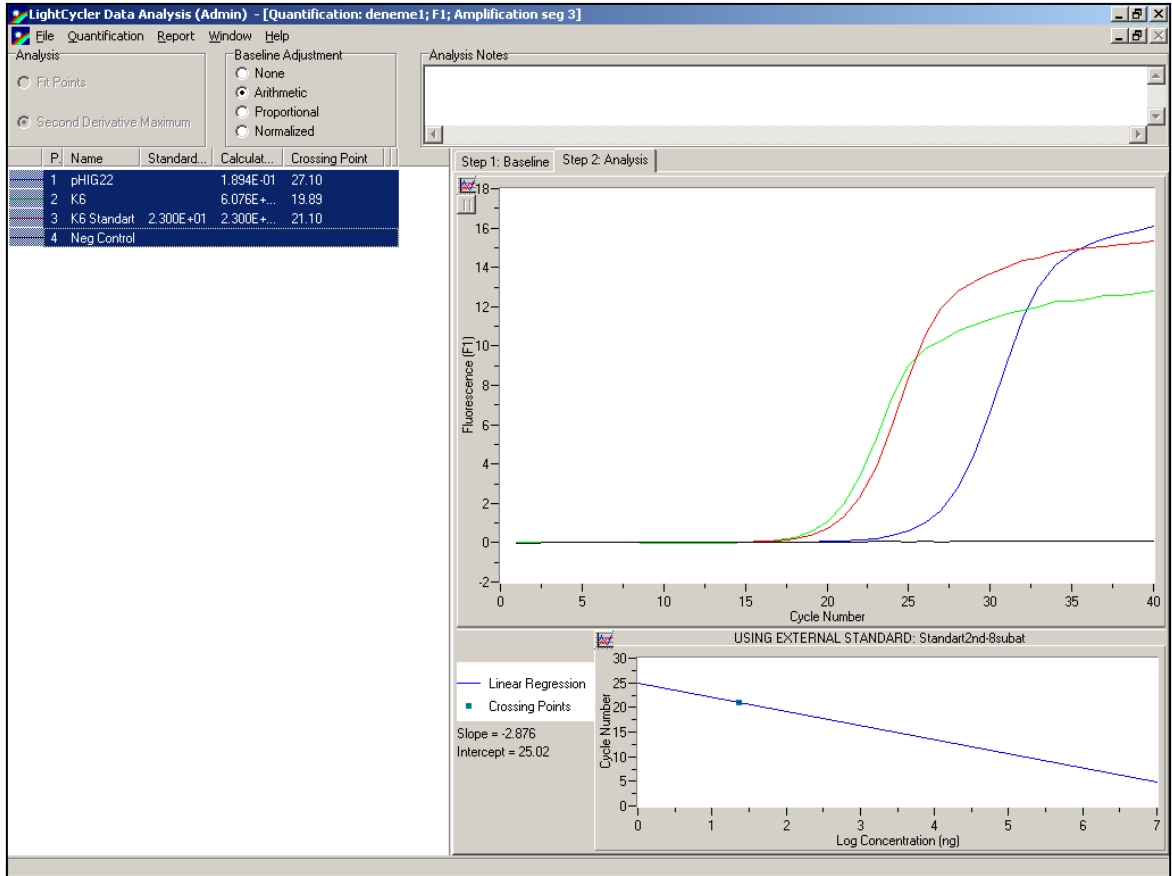 LightCycler Data Analysis (Admin) - [Quantification: deneme1; F1; Amplification seg 3]
File Quantification Report Window Help
Analysis
Fit Points
Second Derivative Maximum
Baseline Adjustment
None
Arithmetic
Proportional
Normalized
Analysis Notes
P. Name Standard... Calculat... Crossing Point
1 pHIG22 1.894E-01 27.10
2 K6 6.076E+... 19.89
3 K6 Standart 2.300E+01 2.300E+... 21.10
4 Neg Control
Step 1: Baseline Step 2: Analysis
18
16
14
12
10
8
6
4
2
0
-2
Fluorescence (F1)
0 5 10 15 20 25 30 35 40
Cycle Number
USING EXTERNAL STANDARD: Standart2nd-8subat
Linear Regression
Crossing Points
Slope = -2.876
Intercept = 25.02
30
25
20
15
10
5
0
Cycle Number
0 1 2 3 4 5 6 7
Log Concentration (ng)